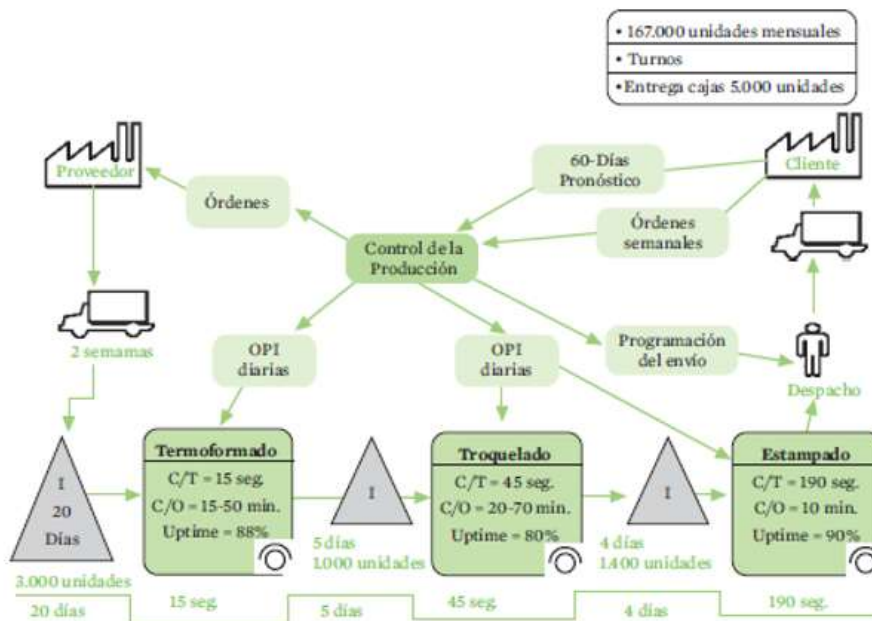 • 167.000 unidades mensuales
• Turnos
• Entrega cajas 5.000 unidades
Proveedor
Órdenes
60-Días
Pronóstico
Cliente
Órdenes
semanales
Control de la
Producción
2 semamas
OPI
diarias
OPI
diarias
Programación
del envío
Despacho
I
20
Días
3.000 unidades
Termoformado
C/T = 15 seg.
C/O = 15-50 min.
Uptime = 88%
I
5 días
1.000 unidades
Troquelado
C/T = 45 seg.
C/O = 20-70 min.
Uptime = 80%
I
4 días
1.400 unidades
Estampado
C/T = 190 seg.
C/O = 10 min.
Uptime = 90%
20 días
15 seg.
5 días
45 seg.
4 días
190 seg.